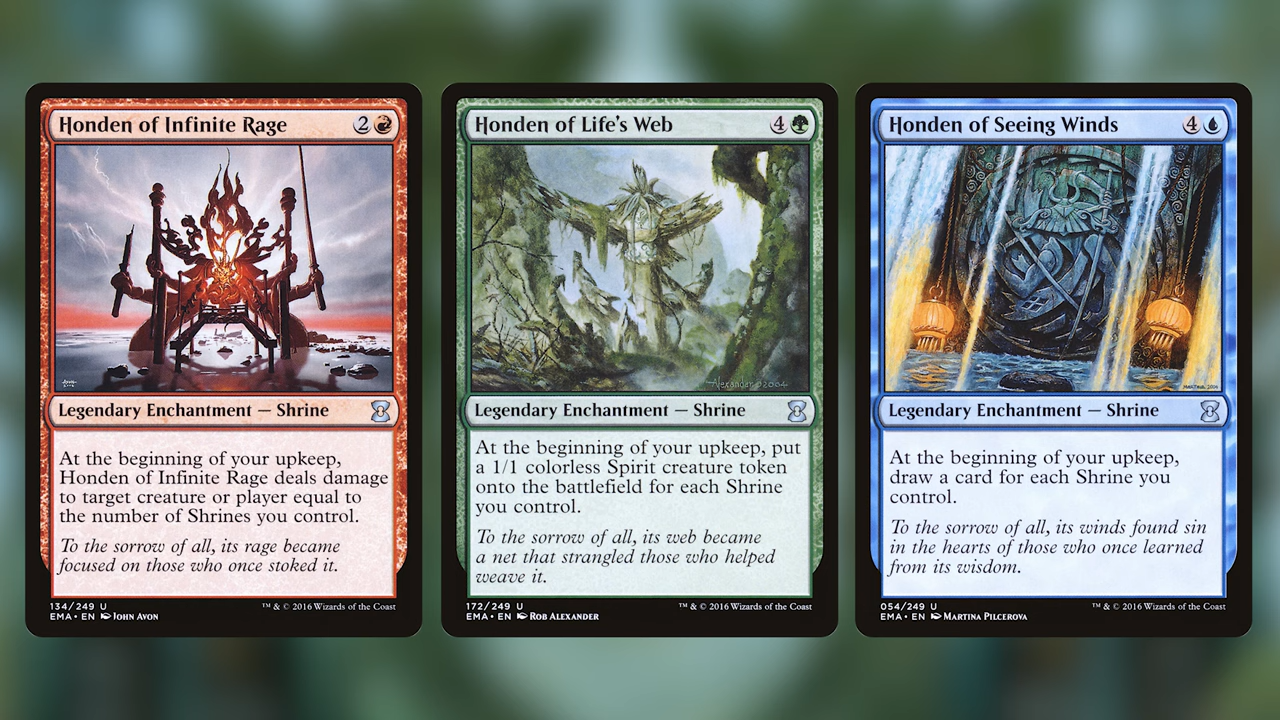 Honden of Infinite Rage 2
At the beginning of your upkeep,
Honden of Infinite Rage deals damage
to target creature or player equal to
the number of Shrines you control.
To the sorrow of all, its rage became
focused on those who once stoked it.
Legendary Enchantment — Shrine
134/249 U
EMA • EN John Avon
™ & © 2016 Wizards of the Coast
Honden of Life's Web 4
Legendary Enchantment — Shrine
At the beginning of your upkeep, put
a 1/1 colorless Spirit creature token
onto the battlefield for each Shrine
you control.
To the sorrow of all, its web became
a net that strangled those who helped
weave it.
Alexander ©2004
172/249 U
EMA • EN Rob Alexander
™ & © 2016 Wizards of the Coast
Honden of Seeing Winds 4
Legendary Enchantment — Shrine
At the beginning of your upkeep,
draw a card for each Shrine you
control.
To the sorrow of all, its winds found sin
in the hearts of those who once learned
from its wisdom.
054/249 U
EMA • EN Martina Pilcerova
™ & © 2016 Wizards of the Coast